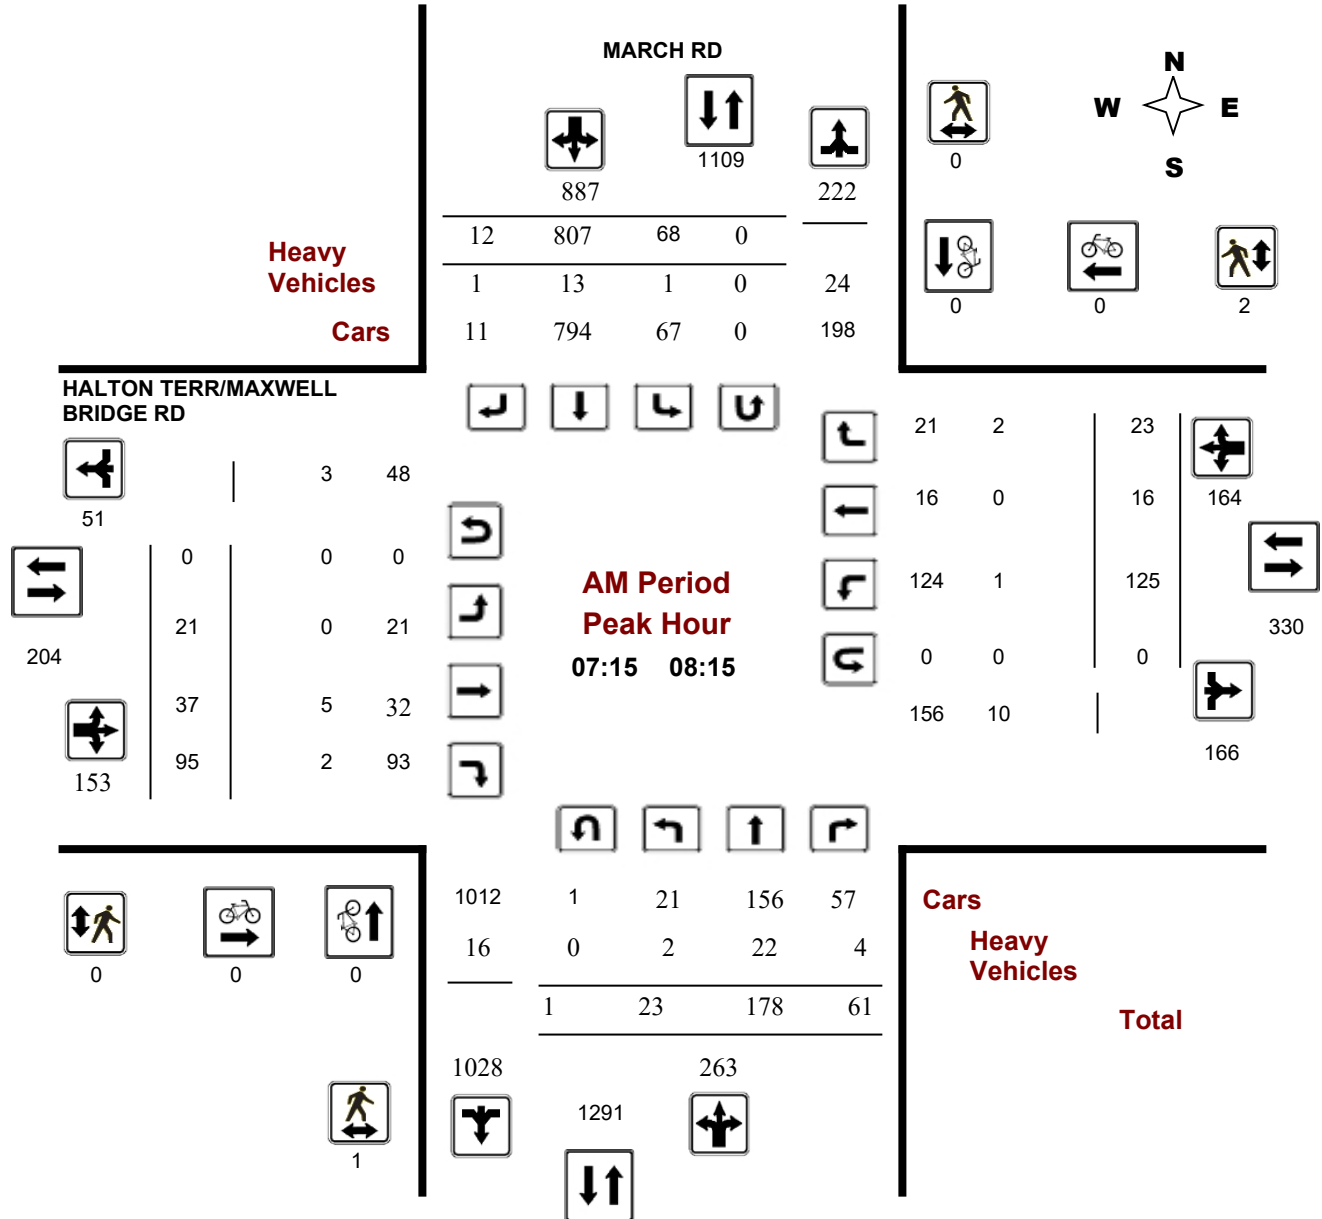 MARCH RD
N
W E
S
1109
0
887 222
12 807 68 0
Heavy
Vehicles
1 13 1 0 24
Cars
11 794 67 0 198
0 0 2
HALTON TERR/MAXWELL
BRIDGE RD
21 2 23
3 48
16 0 16 164
51
0 0 0
AM Period
124 1 125
Peak Hour
21 0 21
330
204
07:15 08:15
0 0 0
37 5 32
156 10
166
95 2 93
153
1012 1 21 156 57
Cars
16 0 2 22 4
Heavy
Vehicles
0 0 0
1 23 178 61
Total
1028 263
1291
1